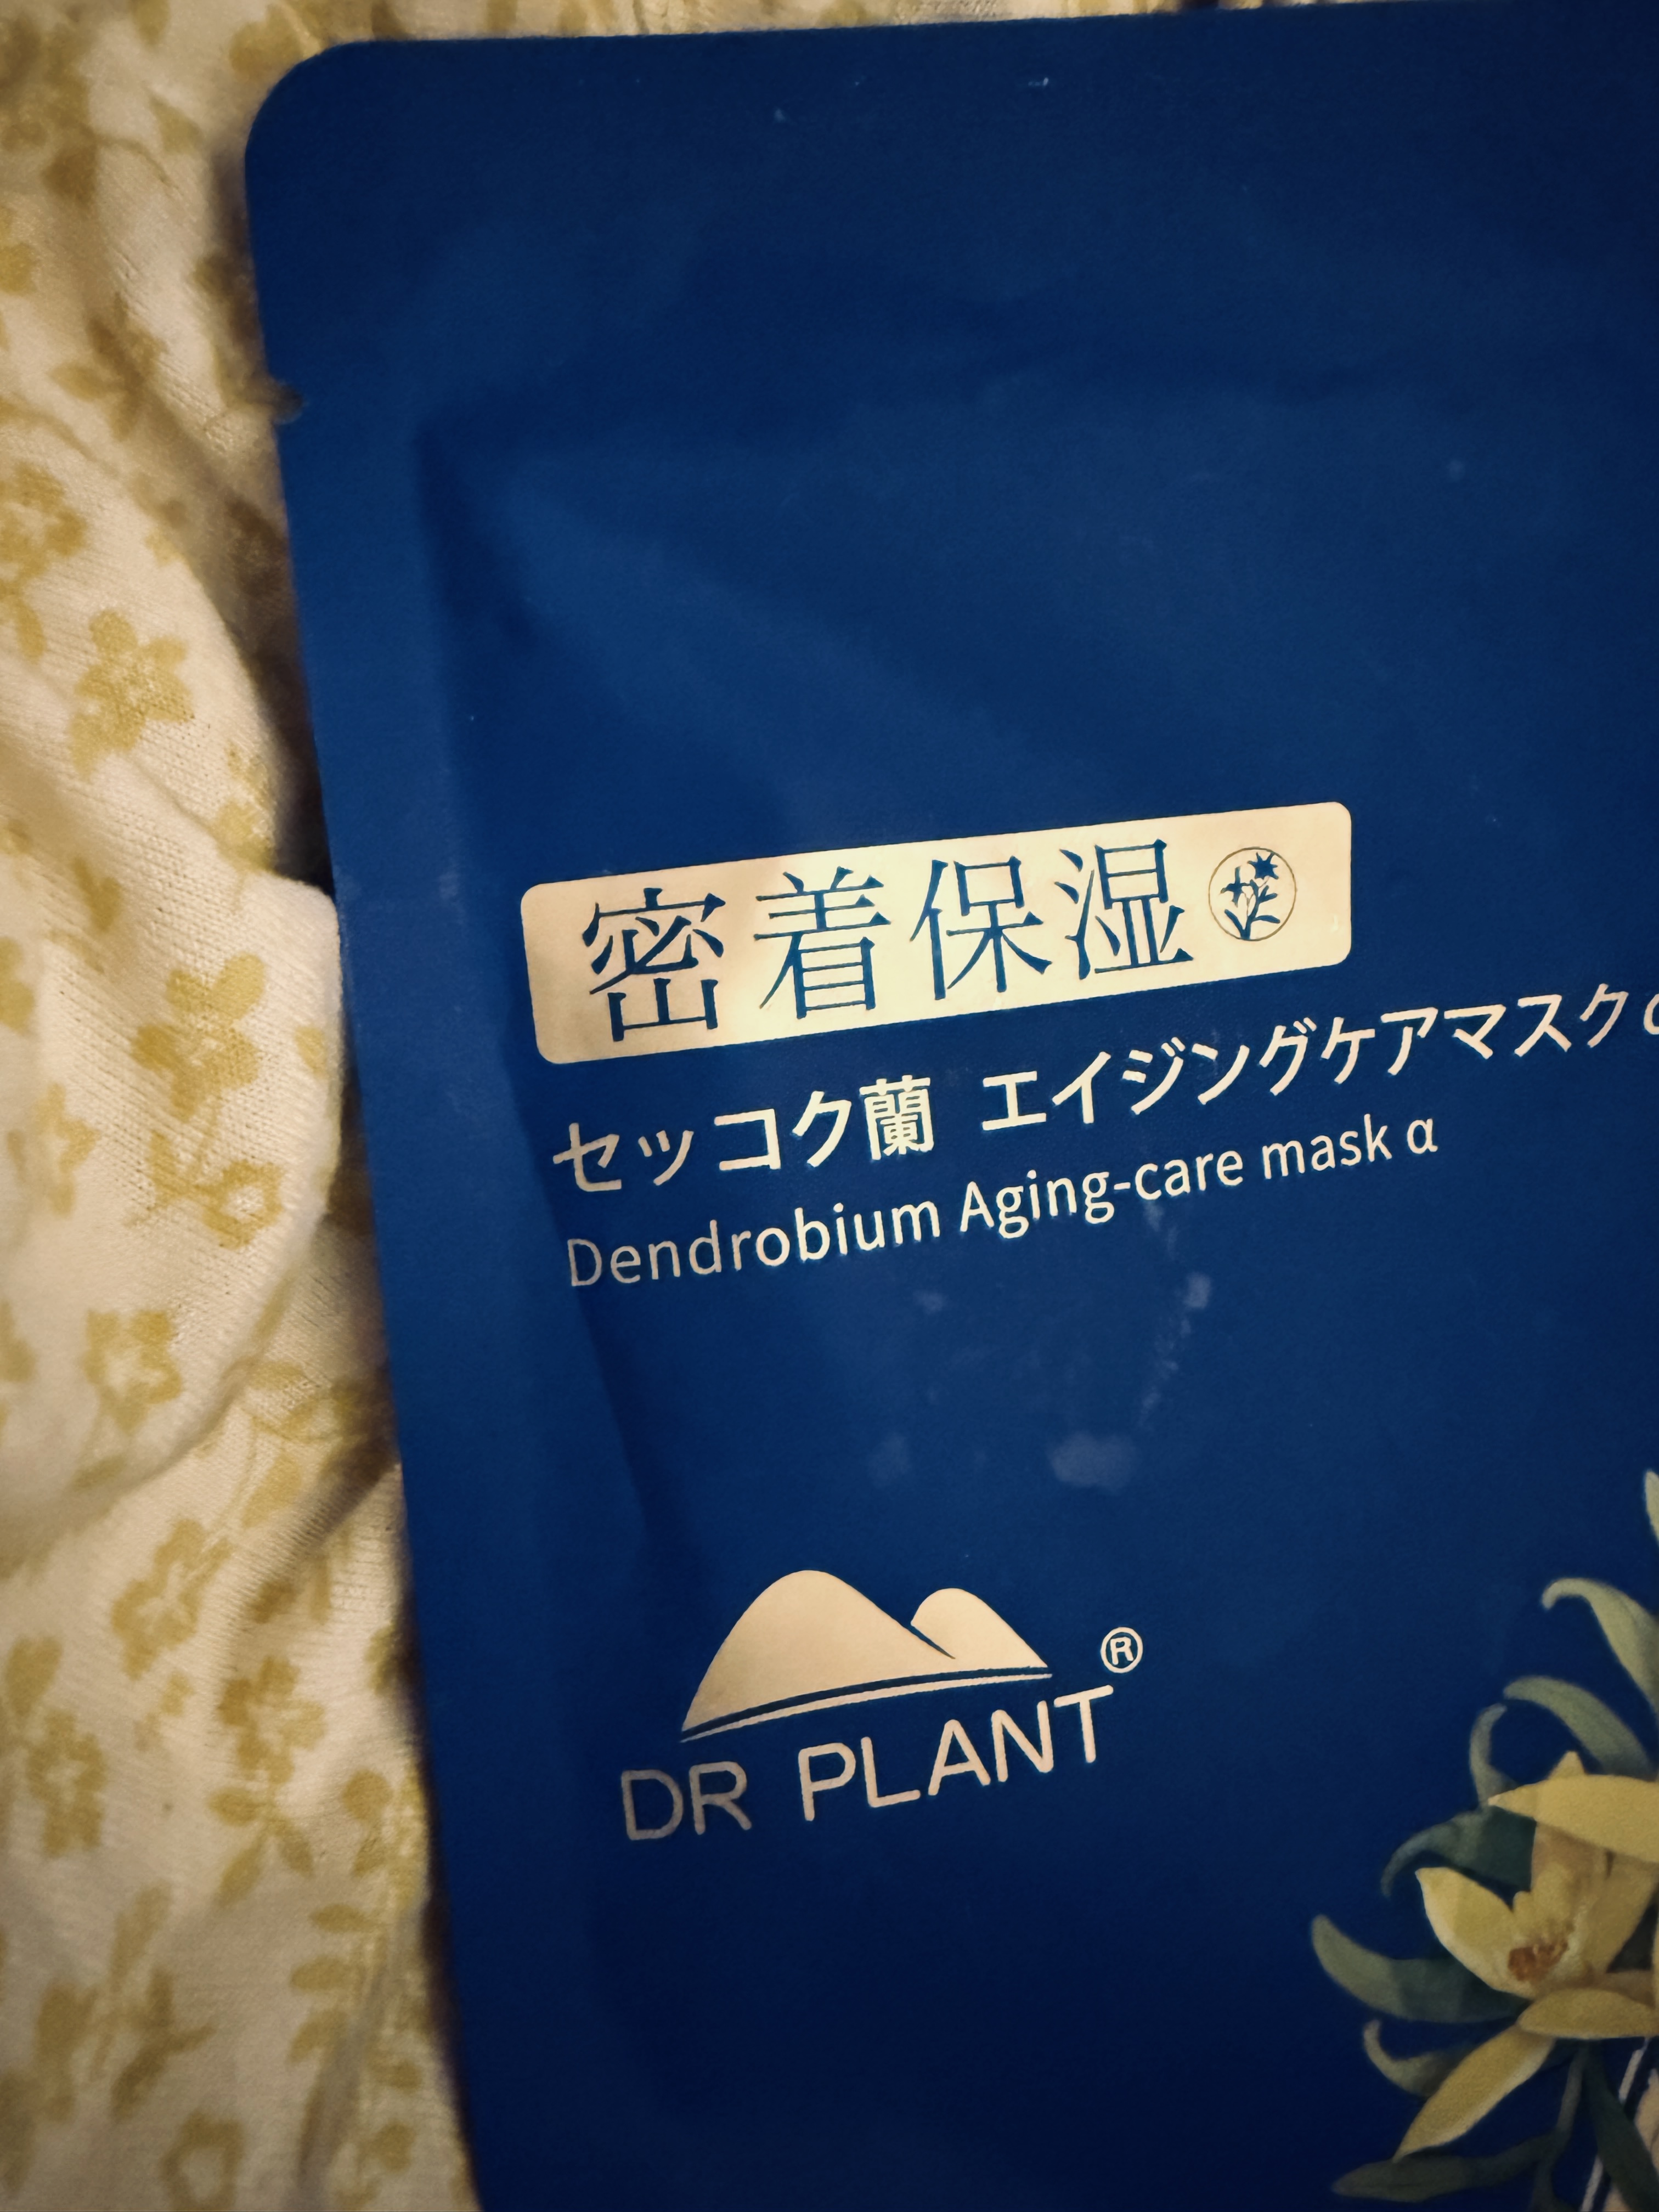 密着保湿
セッコク蘭 エイジングケアマスクα
Dendrobium Aging-care mask α
DR PLANT®